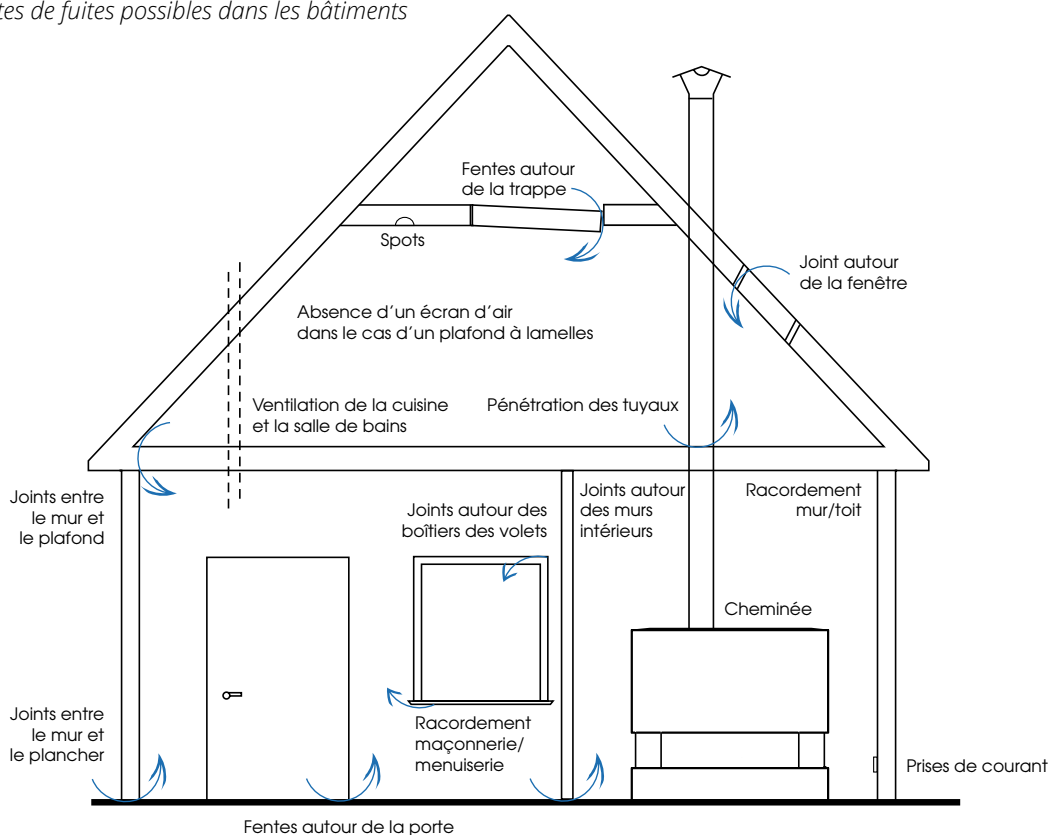 tes de fuites possibles dans les bâtiments
Fentes autour
de la trappe
Spots
Joint autour
de la fenêtre
Absence d'un écran d'air
dans le cas d'un plafond à lamelles
Ventilation de la cuisine
et la salle de bains
Pénétration des tuyaux
Joints entre
le mur et
le plafond
Joints autour des
boîtiers des volets
Joints autour
des murs
intérieurs
Racordement
mur/toit
Cheminée
Joints entre
le mur et
le plancher
Racordement
maçonnerie/
menuiserie
Prises de courant
Fentes autour de la porte